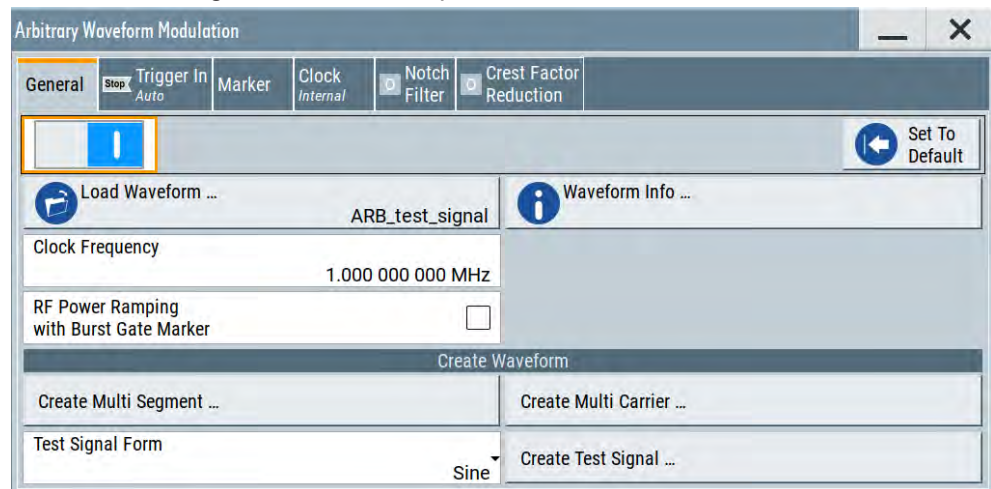 Arbitrary Waveform Modulation
General
Stop Trigger In
Auto
Marker
Clock
Internal
O Notch
Filter
O Crest Factor
Reduction
Set To
Default
Load Waveform ...
ARB_test_signal
Waveform Info ...
Clock Frequency
1.000 000 000 MHz
RF Power Ramping
with Burst Gate Marker
Create Waveform
Create Multi Segment ...
Create Multi Carrier ...
Test Signal Form
Sine
Create Test Signal ...